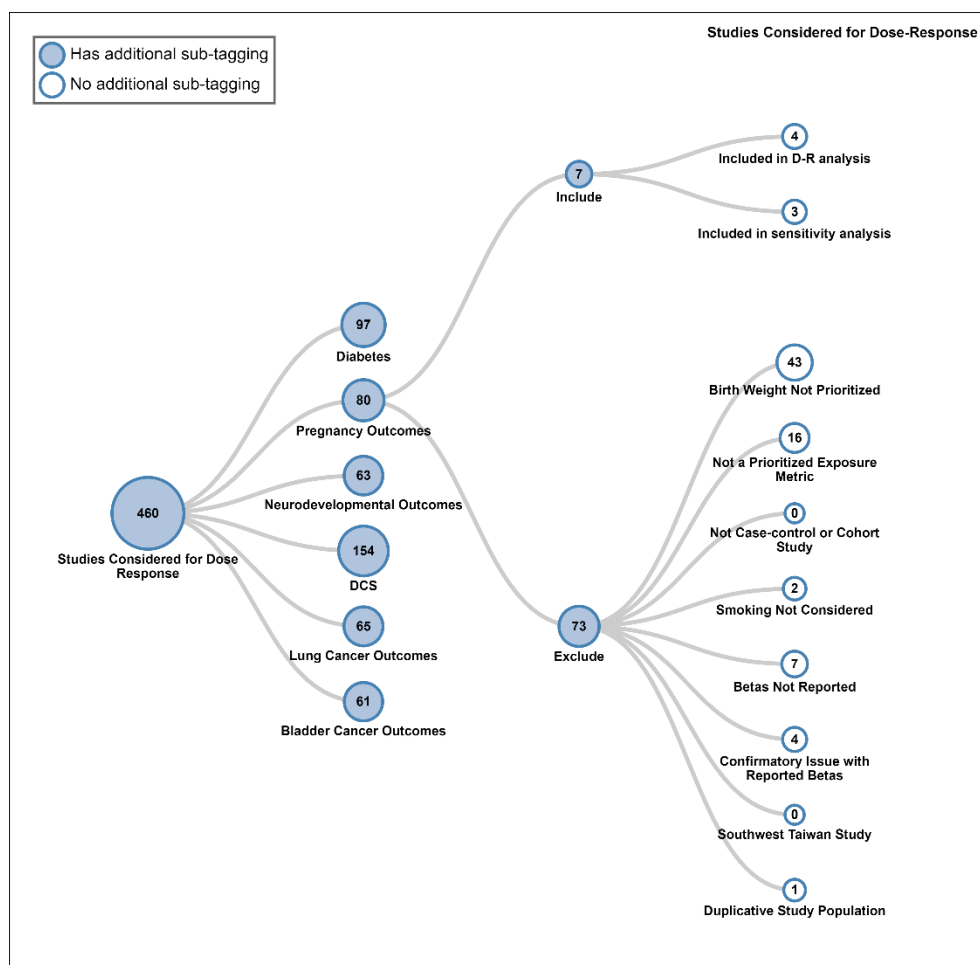 Studies Considered for Dose-Response
Has additional sub-tagging
No additional sub-tagging
4
Included in D-R analysis
7
Include
3
Included in sensitivity analysis
97
Diabetes
43
Birth Weight Not Prioritized
80
Pregnancy Outcomes
16
Not a Prioritized Exposure
Metric
63
Neurodevelopmental Outcomes
460
Studies Considered for Dose
Response
0
Not Case-control or Cohort
Study
154
DCS
2
Smoking Not Considered
65
Lung Cancer Outcomes
73
Exclude
7
Betas Not Reported
61
Bladder Cancer Outcomes
4
Confirmatory Issue with
Reported Betas
0
Southwest Taiwan Study
1
Duplicative Study Population